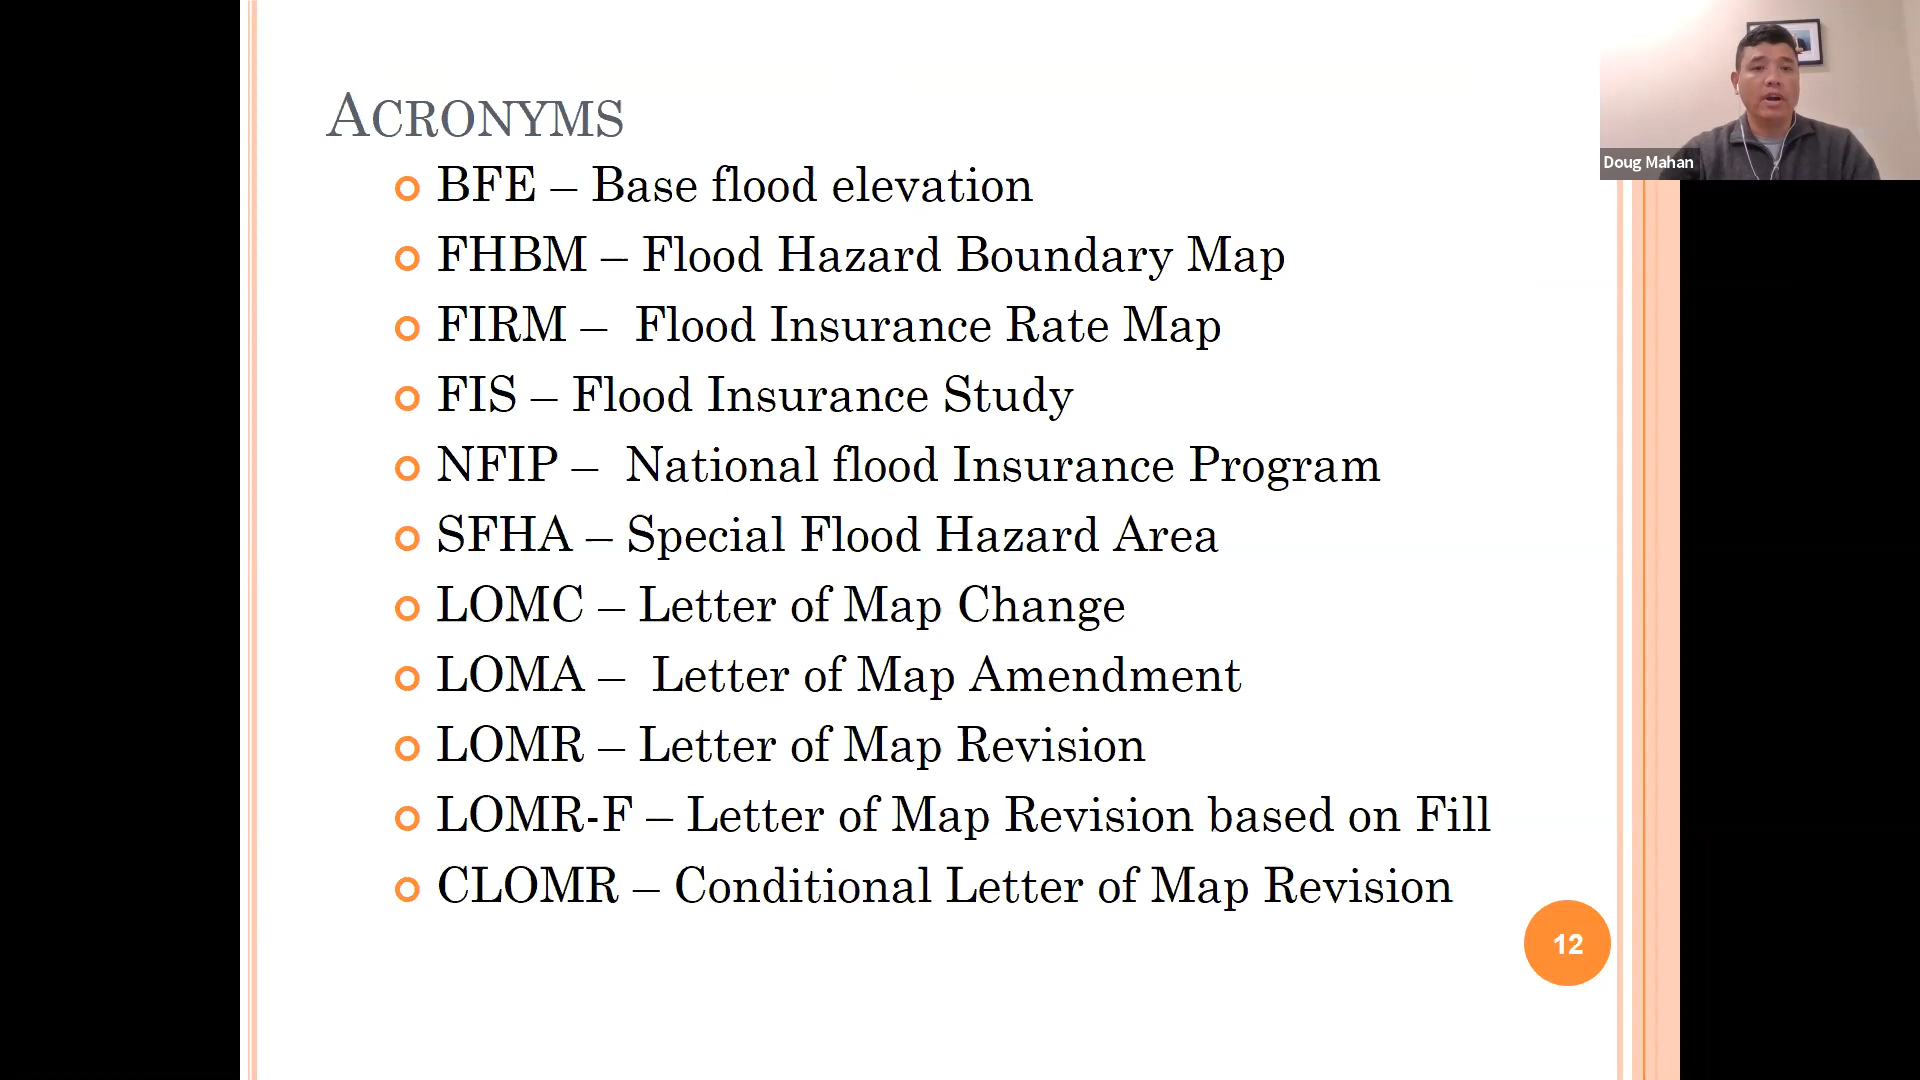 ACRONYMS
BFE – Base flood elevation
FHBM – Flood Hazard Boundary Map
FIRM – Flood Insurance Rate Map
FIS – Flood Insurance Study
NFIP – National flood Insurance Program
SFHA – Special Flood Hazard Area
LOMC – Letter of Map Change
LOMA – Letter of Map Amendment
LOMR – Letter of Map Revision
LOMR-F – Letter of Map Revision based on Fill
CLOMR – Conditional Letter of Map Revision
12
Doug Mahan